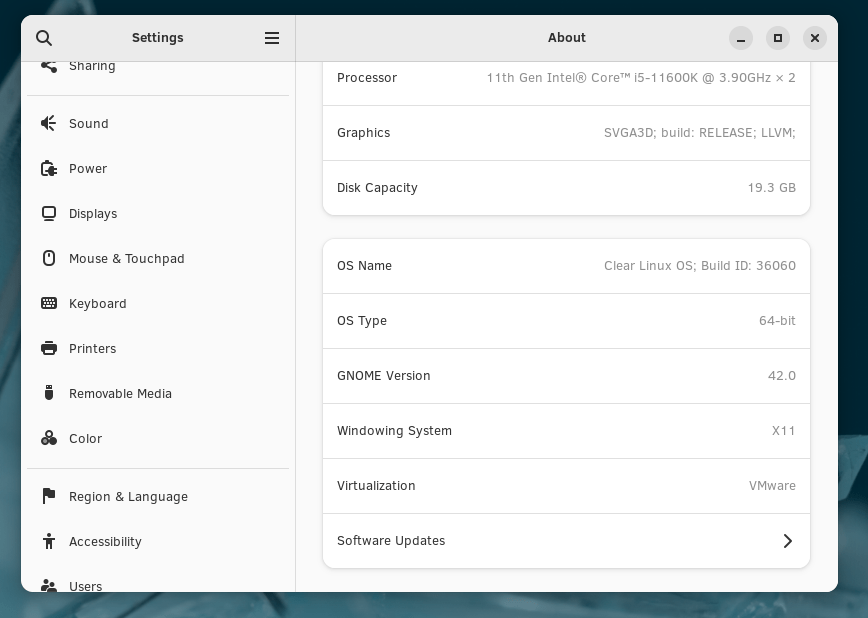 Settings
About
Sharing
Sound
Power
Displays
Mouse & Touchpad
Keyboard
Printers
Removable Media
Color
Region & Language
Accessibility
Users
Processor 11th Gen Intel® Core™ i5-11600K @ 3.90GHz × 2
Graphics SVGA3D; build: RELEASE; LLVM;
Disk Capacity 19.3 GB
OS Name Clear Linux OS; Build ID: 36060
OS Type 64-bit
GNOME Version 42.0
Windowing System X11
Virtualization VMware
Software Updates